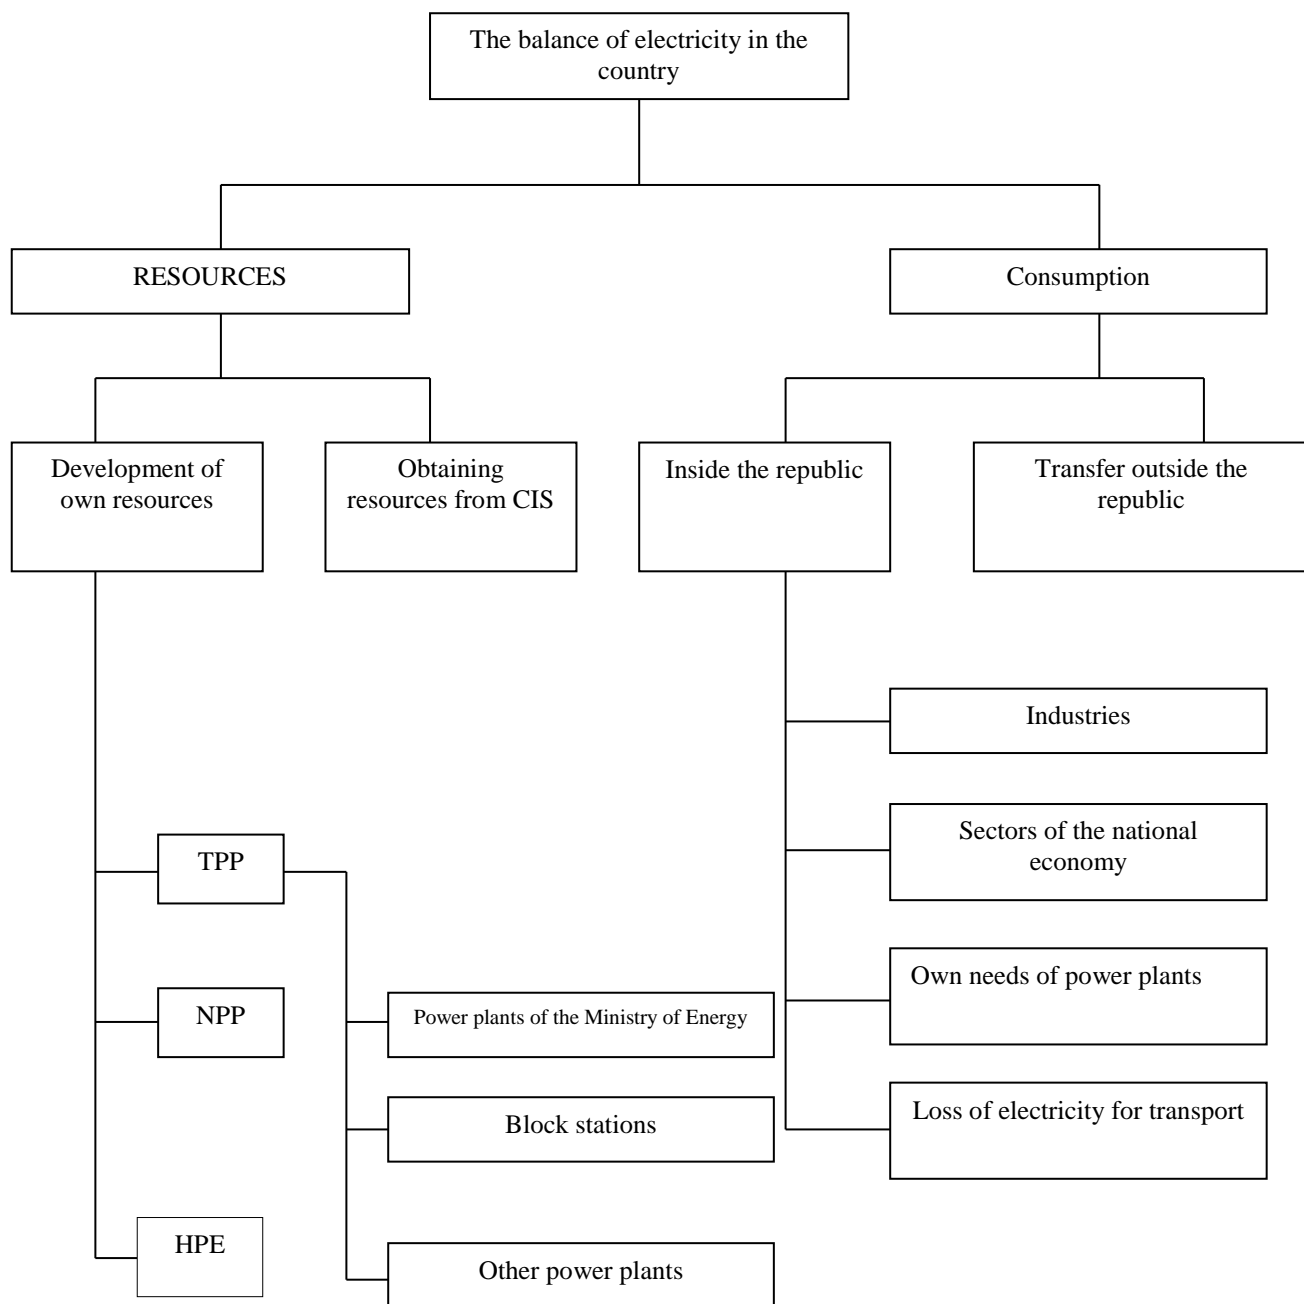 The balance of electricity in the
country
RESOURCES
Consumption
Development of
own resources
Obtaining
resources from CIS
Inside the republic
Transfer outside the
republic
Industries
Sectors of the national
economy
TPP
Own needs of power plants
NPP
Power plants of the Ministry of Energy
Loss of electricity for transport
Block stations
HPE
Other power plants